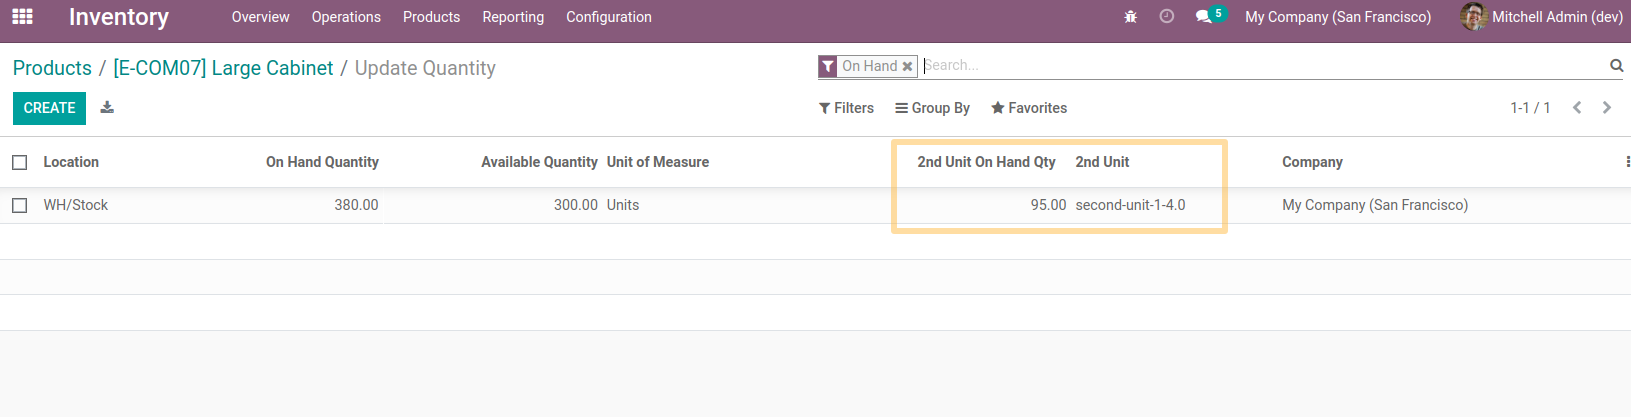 Inventory Overview Operations Products Reporting Configuration 5 My Company (San Francisco) Mitchell Admin (dev)
Products / [E-COM07] Large Cabinet / Update Quantity On Hand Search...
CREATE Filters Group By Favorites 1-1 / 1
Location On Hand Quantity Available Quantity Unit of Measure 2nd Unit On Hand Qty 2nd Unit Company
WH/Stock 380.00 300.00 Units 95.00 second-unit-1-4.0 My Company (San Francisco)